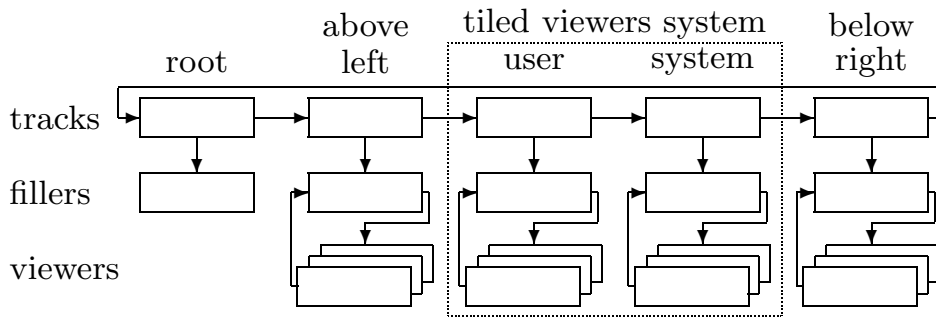 above
left
tiled viewers system
below
right
root
user
system
tracks
fillers
viewers